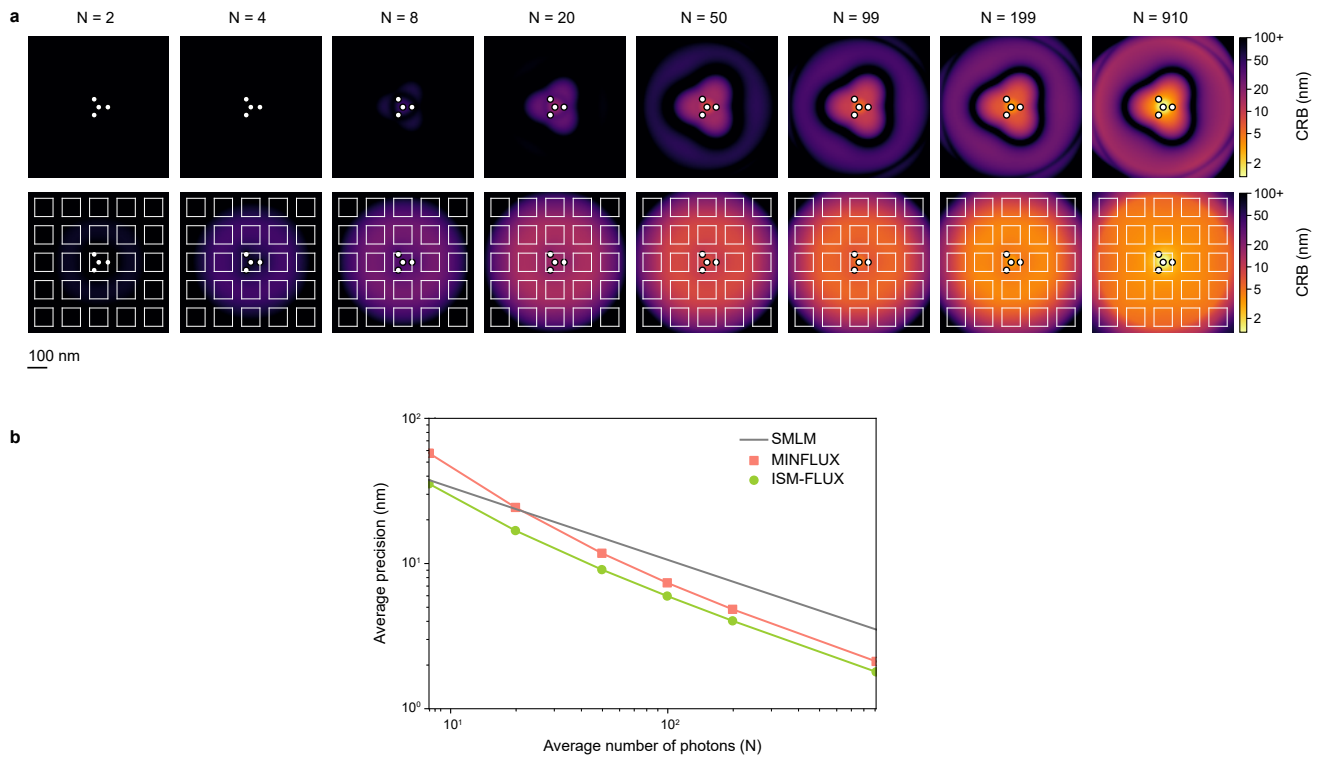 a
N = 2 N = 4 N = 8 N = 20 N = 50 N = 99 N = 199 N = 910
100+
50
20
10
5
2
CRB (nm)
100+
50
20
10
5
2
CRB (nm)
100 nm
b
10²
10¹
10⁰
Average precision (nm)
SMLM
MINFLUX
ISM-FLUX
10¹ 10²
Average number of photons (N)